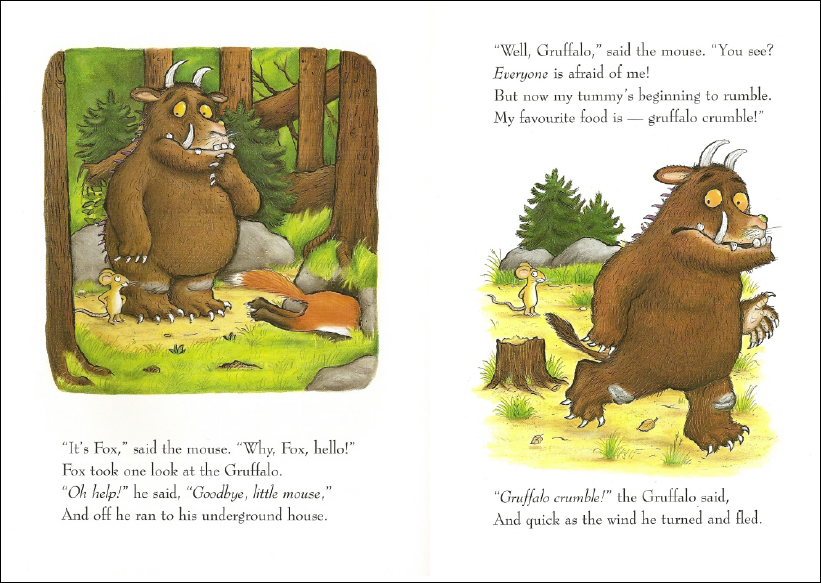 “It’s Fox,” said the mouse. “Why, Fox, hello!”
Fox took one look at the Gruffalo.
“Oh help!” he said, “Goodbye, little mouse,”
And off he ran to his underground house.
“Well, Gruffalo,” said the mouse. “You see?
Everyone is afraid of me!
But now my tummy’s beginning to rumble.
My favourite food is — gruffalo crumble!”
“Gruffalo crumble!” the Gruffalo said,
And quick as the wind he turned and fled.